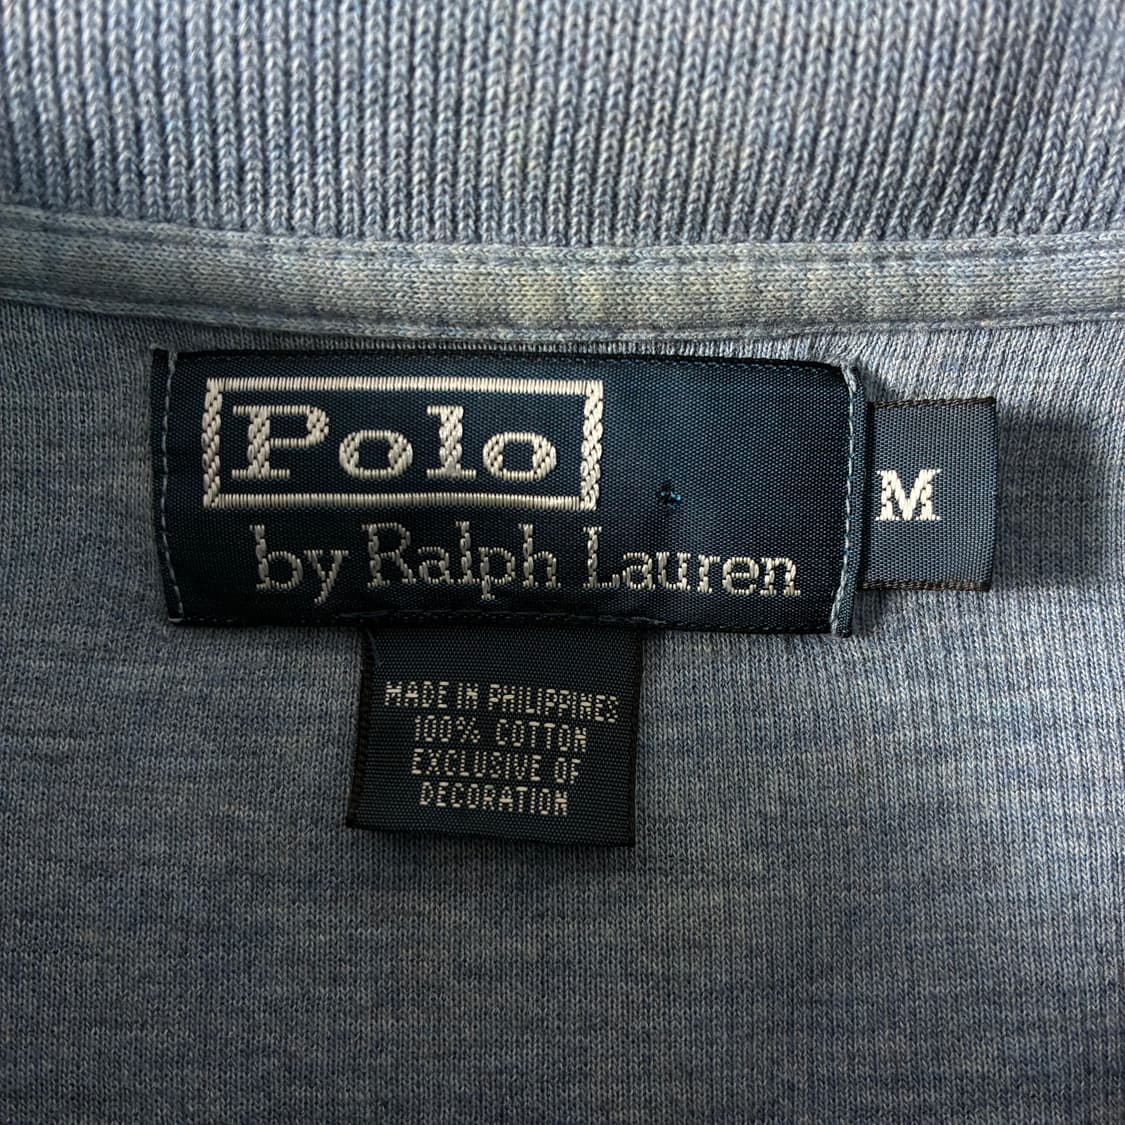 Polo
by Ralph Lauren
M
MADE IN PHILIPPINES
100% COTTON
EXCLUSIVE OF
DECORATION